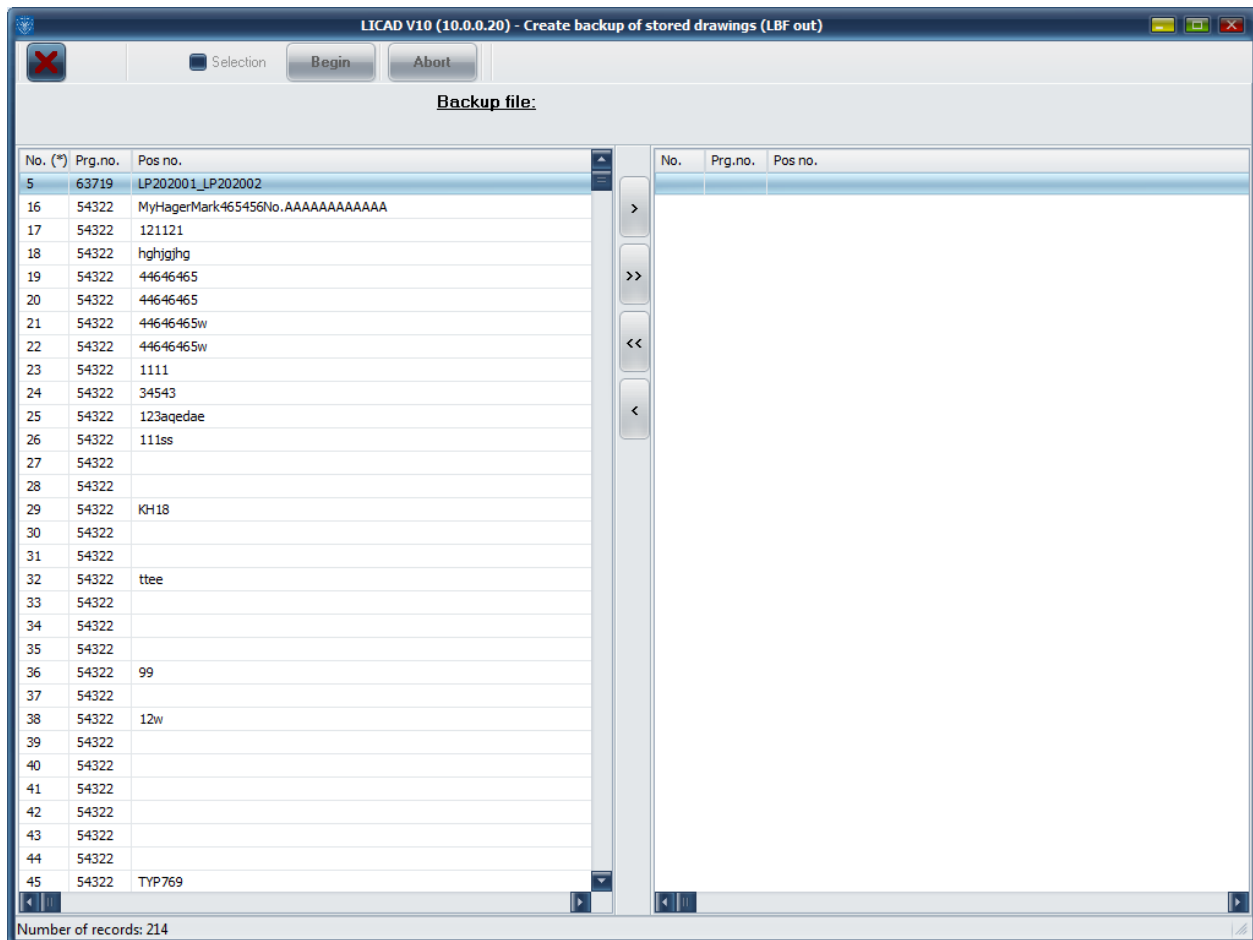 LICAD V10 (10.0.0.20) - Create backup of stored drawings (LBF out)
Selection Begin Abort
Backup file:
No. (*) Prg.no. Pos no.
5 63719 LP202001_LP202002
16 54322 MyHagerMark465456No.AAAAAAAAAAAA
17 54322 121121
18 54322 hghjgjhg
19 54322 44646465
20 54322 44646465
21 54322 44646465w
22 54322 44646465w
23 54322 1111
24 54322 34543
25 54322 123aqedae
26 54322 111ss
27 54322
28 54322
29 54322 KH18
30 54322
31 54322
32 54322 ttee
33 54322
34 54322
35 54322
36 54322 99
37 54322
38 54322 12w
39 54322
40 54322
41 54322
42 54322
43 54322
44 54322
45 54322 TYP769
>
>>
<<
<
No. Prg.no. Pos no.
Number of records: 214